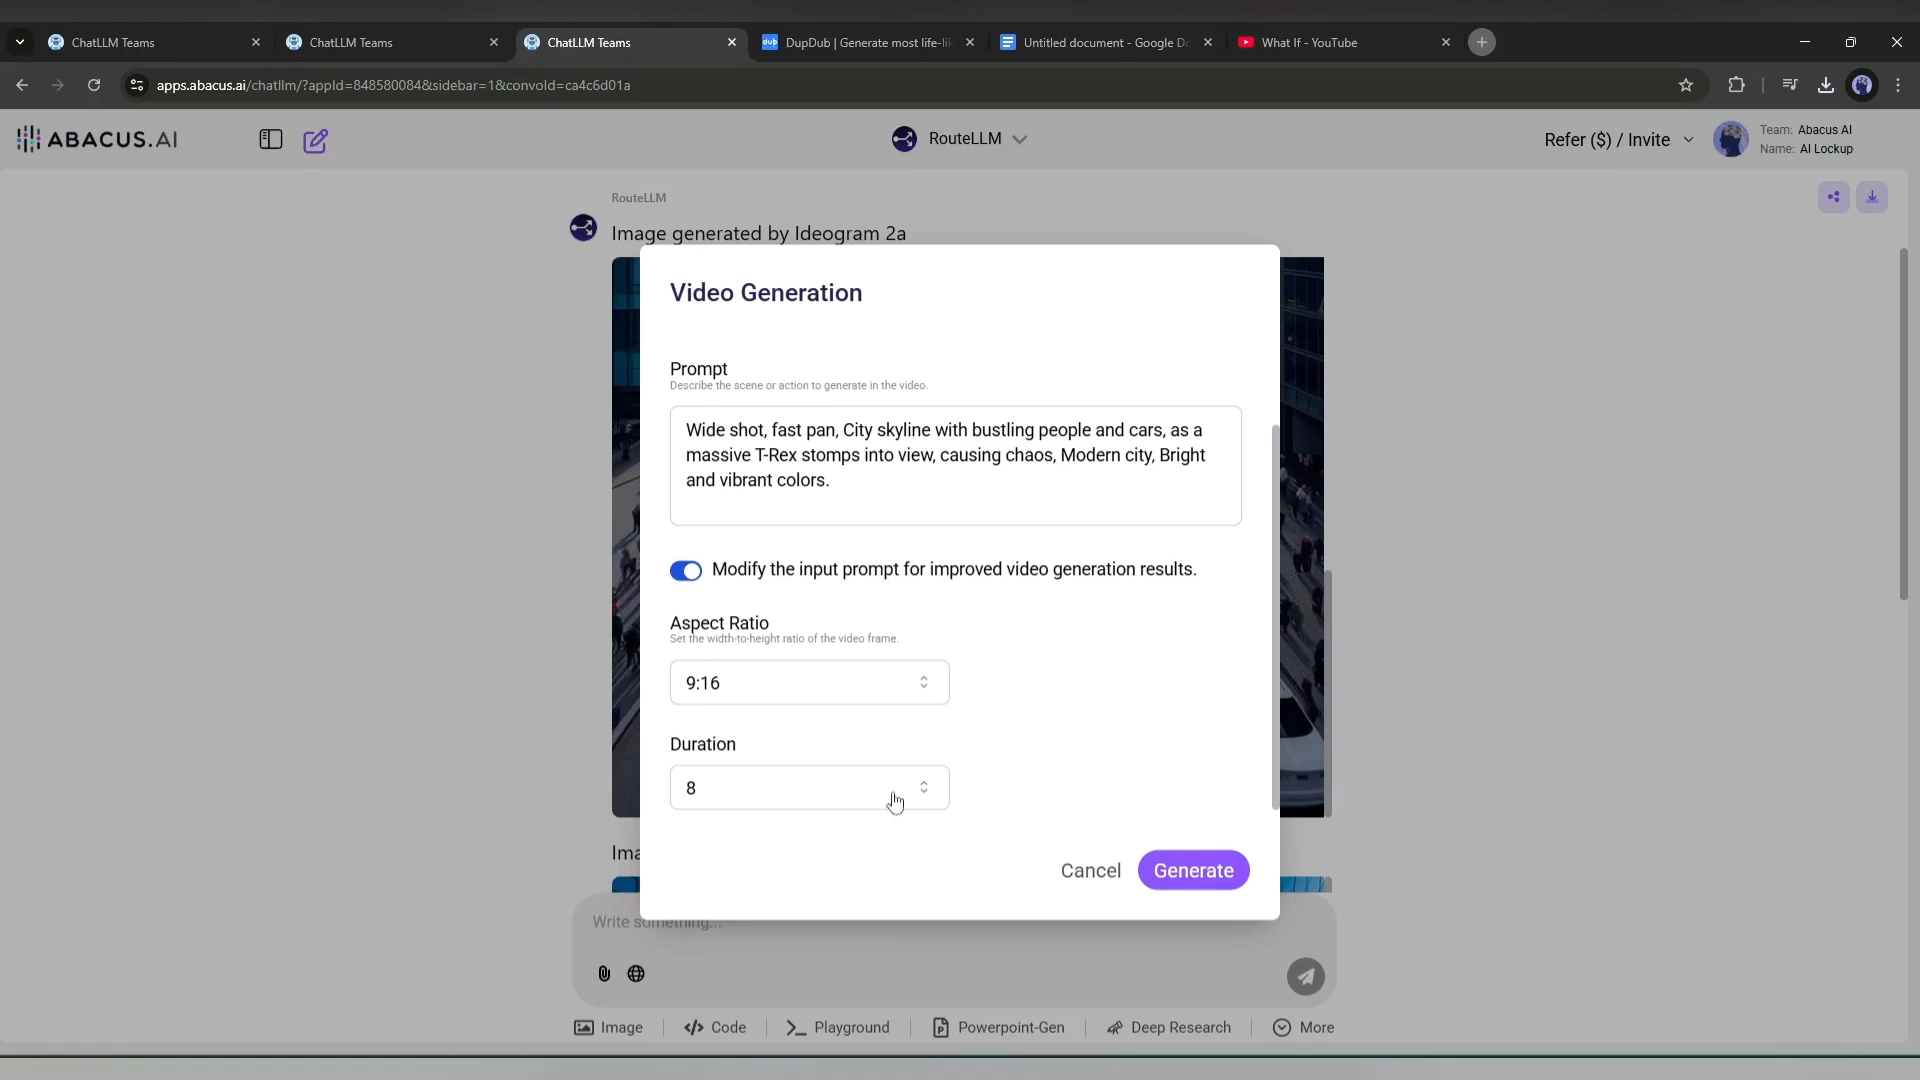 ChatLLM Teams
ChatLLM Teams
ChatLLM Teams
DupDub | Generate most life-lik
Untitled document - Google Do
What If - YouTube
apps.abacus.ai/chatllm/?appId=848580084&sidebar=1&convoId=ca4c6d01a
ABACUS.AI
RouteLLM
Refer ($) / Invite
Team: Abacus AI
Name: AI Lockup
RouteLLM
Image generated by Ideogram 2a
Video Generation
Prompt
Describe the scene or action to generate in the video.
Wide shot, fast pan, City skyline with bustling people and cars, as a
massive T-Rex stomps into view, causing chaos, Modern city, Bright
and vibrant colors.
Modify the input prompt for improved video generation results.
Aspect Ratio
Set the width-to-height ratio of the video frame.
9:16
Duration
8
Ima
Cancel
Generate
Write something...
Image
Code
Playground
Powerpoint-Gen
Deep Research
More